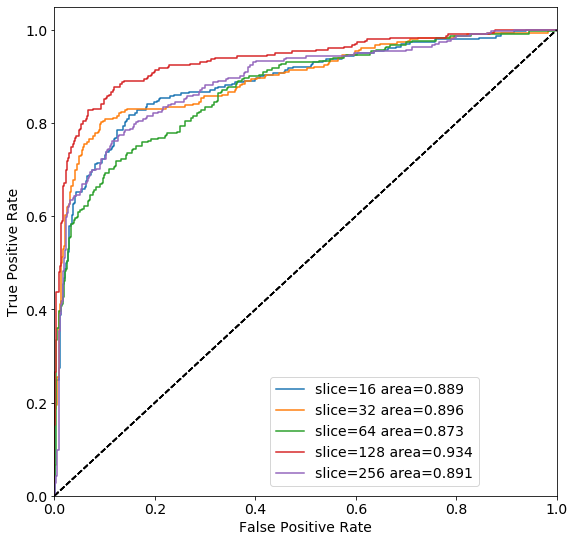 1.0
0.8
0.6
0.4
0.2
0.0
True Positive Rate
slice=16 area=0.889
slice=32 area=0.896
slice=64 area=0.873
slice=128 area=0.934
slice=256 area=0.891
0.0 0.2 0.4 0.6 0.8 1.0
False Positive Rate